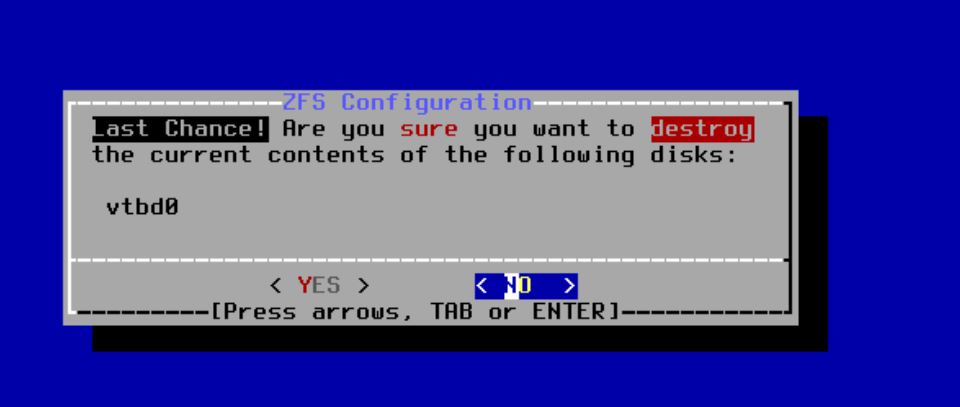 ZFS Configuration
Last Chance! Are you sure you want to destroy
the current contents of the following disks:
vtbd0
< YES > < NO >
[Press arrows, TAB or ENTER]